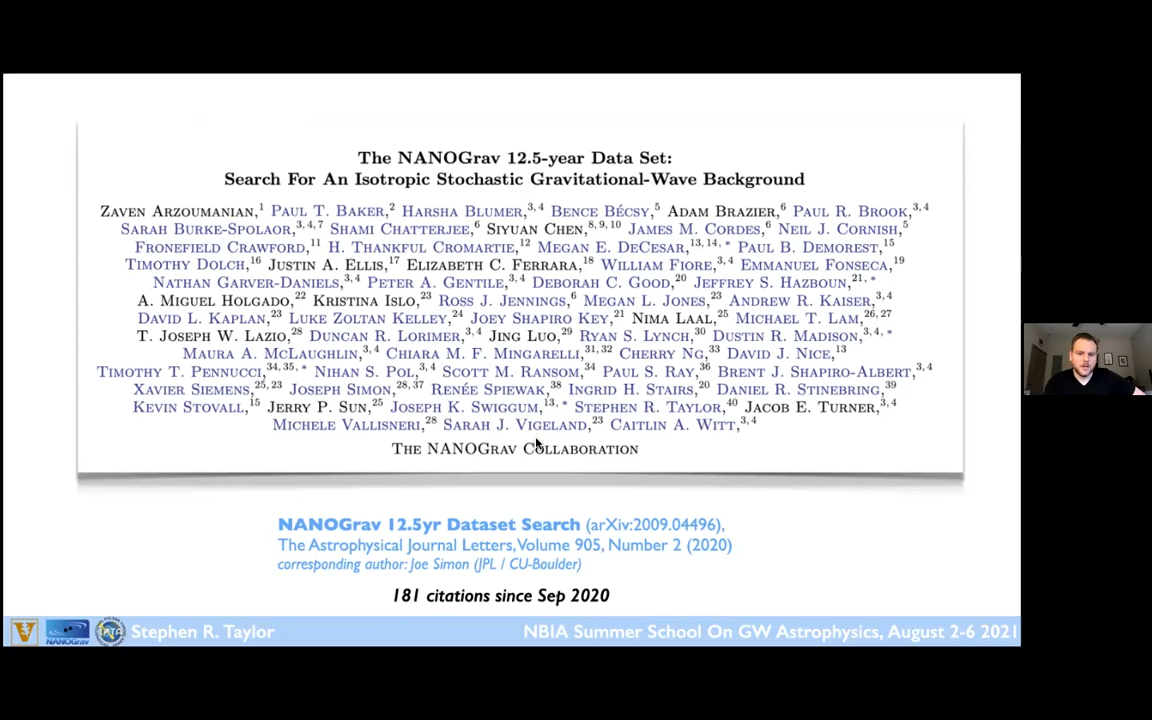 The NANOGrav 12.5-year Data Set:
Search For An Isotropic Stochastic Gravitational-Wave Background
Zaven Arzoumanian,1 Paul T. Baker,2 Harsha Blumer,3, 4 Bence Bécsy,5 Adam Brazier,6 Paul R. Brook,3, 4
Sarah Burke-Spolaor,3, 4, 7 Shami Chatterjee,6 Siyuan Chen,8, 9, 10 James M. Cordes,6 Neil J. Cornish,5
Fronefield Crawford,11 H. Thankful Cromartie,12 Megan E. DeCesar,13, 14, * Paul B. Demorest,15
Timothy Dolch,16 Justin A. Ellis,17 Elizabeth C. Ferrara,18 William Fiore,3, 4 Emmanuel Fonseca,19
Nathan Garver-Daniels,3, 4 Peter A. Gentile,3, 4 Deborah C. Good,20 Jeffrey S. Hazboun,21, *
A. Miguel Holgado,22 Kristina Islo,23 Ross J. Jennings,6 Megan L. Jones,23 Andrew R. Kaiser,3, 4
David L. Kaplan,23 Luke Zoltan Kelley,24 Joey Shapiro Key,21 Nima Laal,25 Michael T. Lam,26, 27
T. Joseph W. Lazio,28 Duncan R. Lorimer,3, 4 Jing Luo,29 Ryan S. Lynch,30 Dustin R. Madison,3, 4, *
Maura A. McLaughlin,3, 4 Chiara M. F. Mingarelli,31, 32 Cherry Ng,33 David J. Nice,13
Timothy T. Pennucci,34, 35, * Nihan S. Pol,3, 4 Scott M. Ransom,34 Paul S. Ray,36 Brent J. Shapiro-Albert,3, 4
Xavier Siemens,25, 23 Joseph Simon,28, 37 Renée Spiewak,38 Ingrid H. Stairs,20 Daniel R. Stinebring,39
Kevin Stovall,15 Jerry P. Sun,25 Joseph K. Swiggum,13, * Stephen R. Taylor,40 Jacob E. Turner,3, 4
Michele Vallisneri,28 Sarah J. Vigeland,23 Caitlin A. Witt,3, 4
The NANOGrav Collaboration
NANOGrav 12.5yr Dataset Search (arXiv:2009.04496),
The Astrophysical Journal Letters, Volume 905, Number 2 (2020)
corresponding author: Joe Simon (JPL / CU-Boulder)
181 citations since Sep 2020
V NANOGrav IPTA Stephen R. Taylor
NBIA Summer School On GW Astrophysics, August 2-6 2021